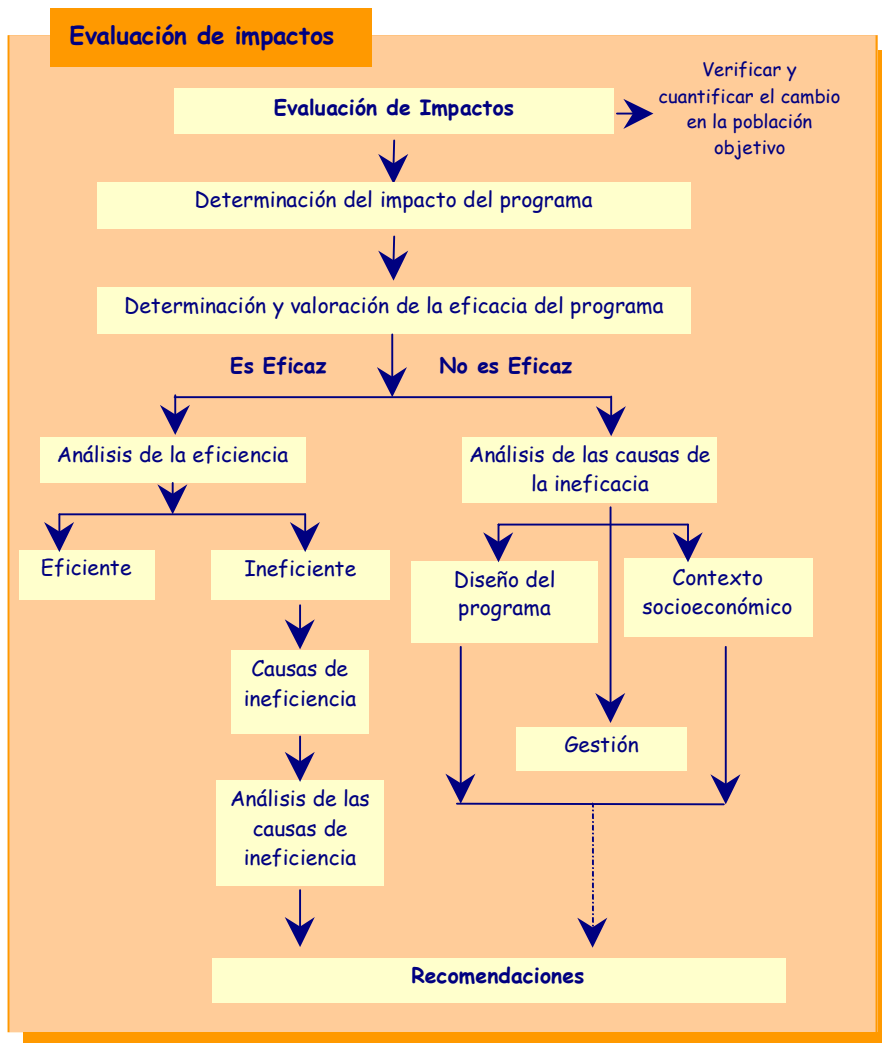 Evaluación de impactos
Verificar y
cuantificar el cambio
en la población
objetivo
Evaluación de Impactos
Determinación del impacto del programa
Determinación y valoración de la eficacia del programa
Es Eficaz
No es Eficaz
Análisis de la eficiencia
Análisis de las causas de
la ineficacia
Eficiente
Ineficiente
Diseño del
programa
Contexto
socioeconómico
Causas de
ineficiencia
Gestión
Análisis de las
causas de
ineficiencia
Recomendaciones